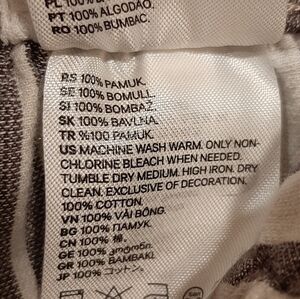 PL 100%
PT 100% ALGODÃO.
RO 100% BUMBAC.
RS 100% PAMUK.
SE 100% BOMULL.
SI 100% BOMBAŽ.
SK 100% BAVLNA.
TR %100 PAMUK.
US MACHINE WASH WARM. ONLY NON-
CHLORINE BLEACH WHEN NEEDED.
TUMBLE DRY MEDIUM. HIGH IRON. DRY
CLEAN. EXCLUSIVE OF DECORATION.
100% COTTON.
VN 100% VẢI BÔNG.
BG 100% ПАМУК.
CN 100% 棉.
GE 100% ბამბა.
GR 100% ΒΑΜΒΑΚΙ.
JP 100% コットン.